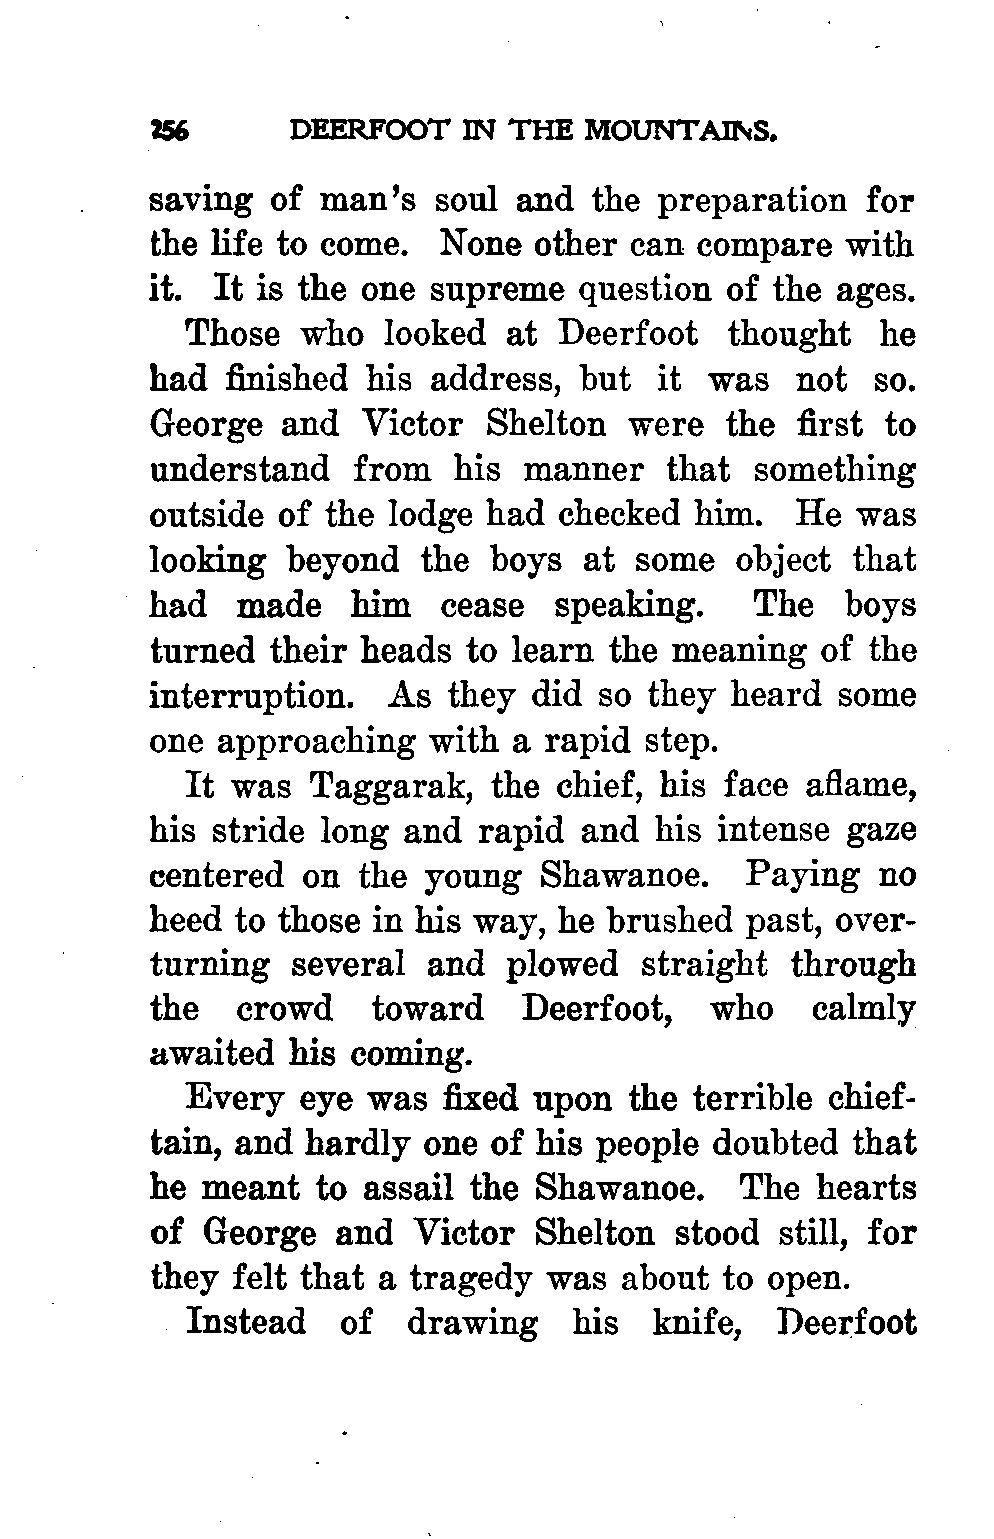 256 DEERFOOT IN THE MOUNTAINS.
saving of man's soul and the preparation for
the life to come. None other can compare with
it. It is the one supreme question of the ages.
Those who looked at Deerfoot thought he
had finished his address, but it was not so.
George and Victor Shelton were the first to
understand from his manner that something
outside of the lodge had checked him. He was
looking beyond the boys at some object that
had made him cease speaking. The boys
turned their heads to learn the meaning of the
interruption. As they did so they heard some
one approaching with a rapid step.
It was Taggarak, the chief, his face aflame,
his stride long and rapid and his intense gaze
centered on the young Shawanoe. Paying no
heed to those in his way, he brushed past, over-
turning several and plowed straight through
the crowd toward Deerfoot, who calmly
awaited his coming.
Every eye was fixed upon the terrible chief-
tain, and hardly one of his people doubted that
he meant to assail the Shawanoe. The hearts
of George and Victor Shelton stood still, for
they felt that a tragedy was about to open.
Instead of drawing his knife, Deerfoot